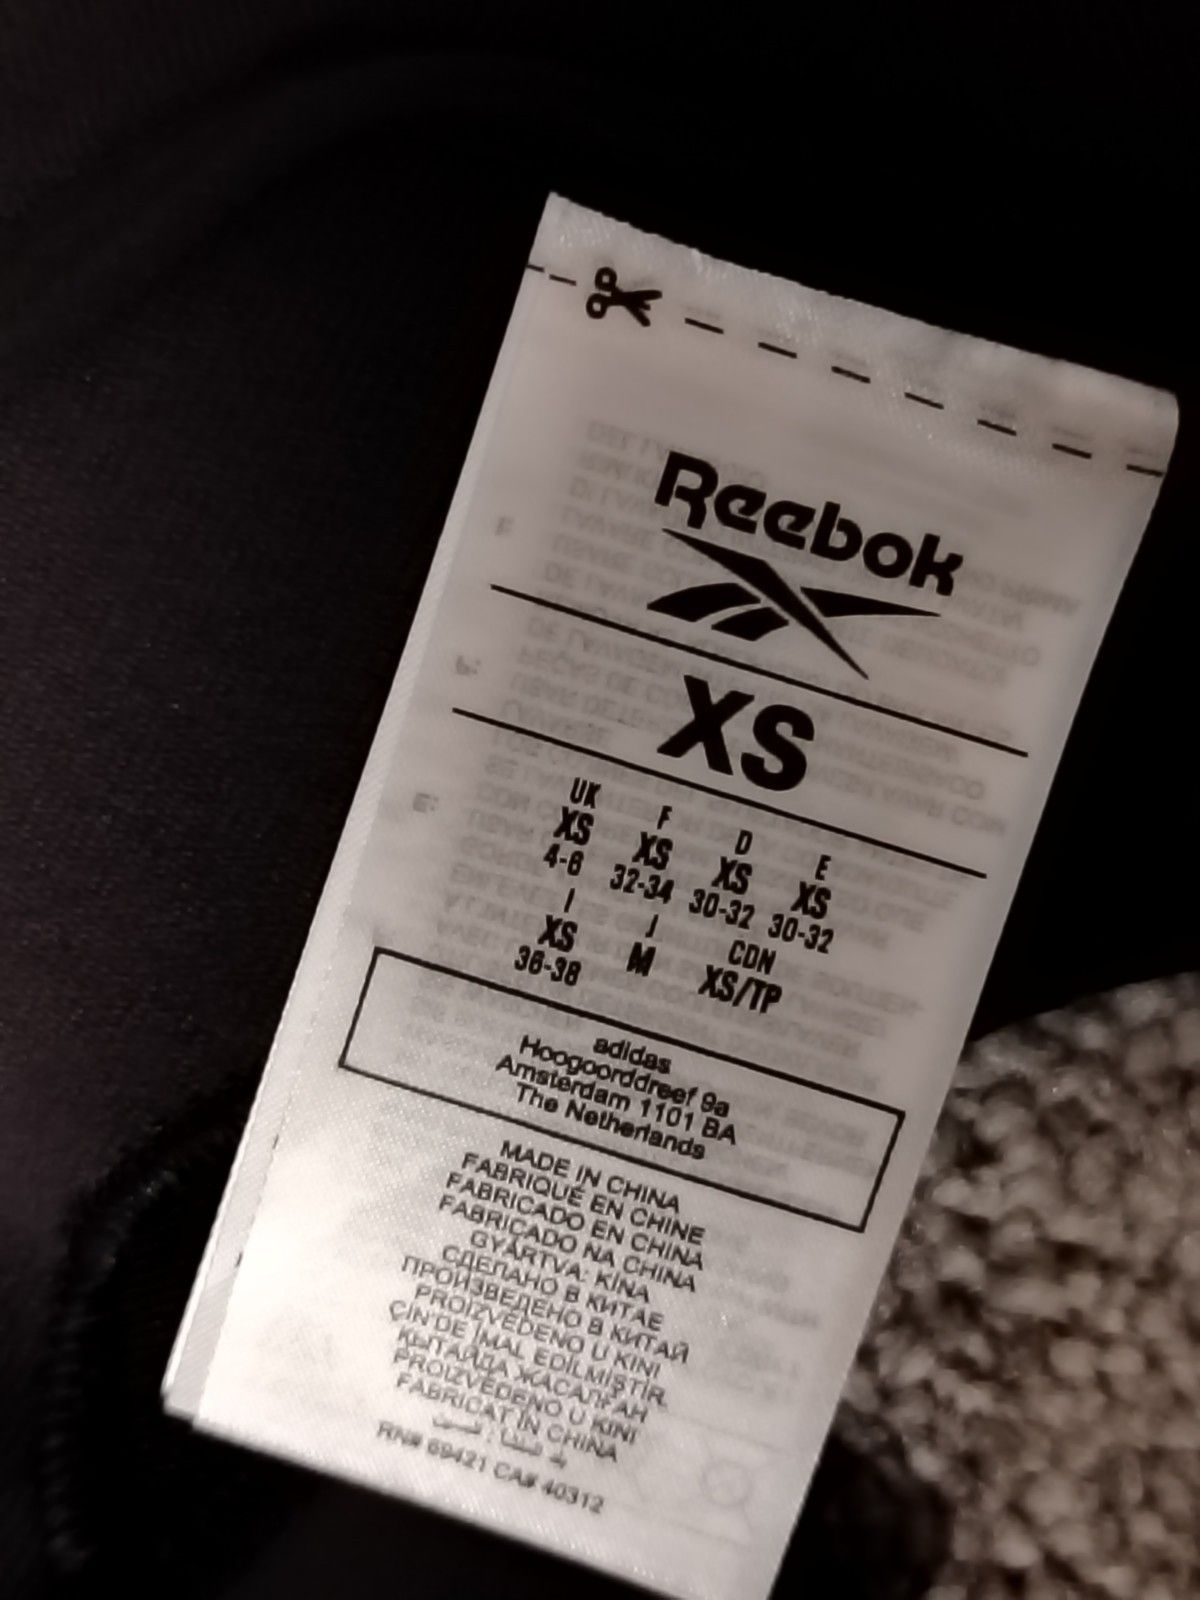 Reebok
XS
UK F D E
XS XS XS XS
4-6 32-34 30-32 30-32
I J CDN
XS M XS/TP
36-38
adidas
Hoogoorddreef 9a
Amsterdam 1101 BA
The Netherlands
MADE IN CHINA
FABRIQUÉ EN CHINE
FABRICADO EN CHINA
FABRICADO NA CHINA
GYÁRTVA: KÍNA
СДЕЛАНО В КИТАЕ
ПРОИЗВЕДЕНО В КИТАЙ
PROIZVEDENO U KINI
ÇİN'DE İMAL EDİLMİŞTİR
ҚЫТАЙДА ЖАСАЛҒАН
PROIZVEDENO U KINI
FABRICAT ÎN CHINA
RN# 69421 CA# 40312